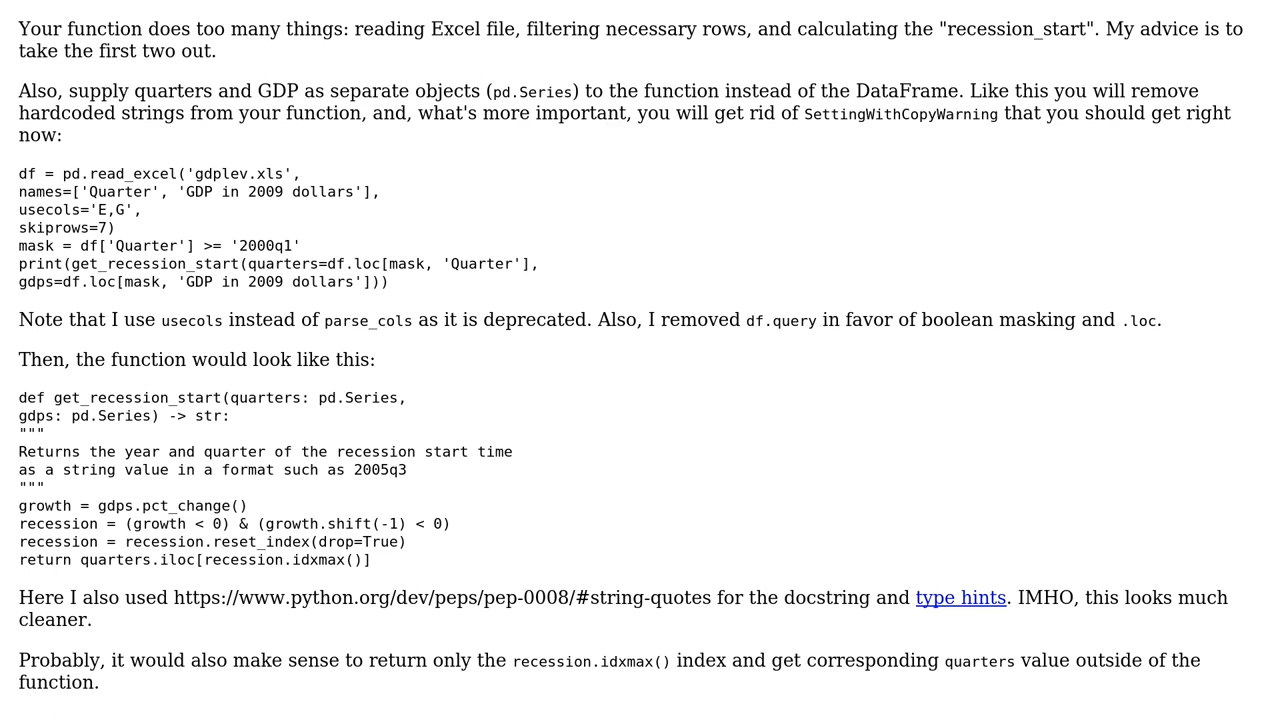 Your function does too many things: reading Excel file, filtering necessary rows, and calculating the "recession_start". My advice is to
take the first two out.
Also, supply quarters and GDP as separate objects (pd.Series) to the function instead of the DataFrame. Like this you will remove
hardcoded strings from your function, and, what's more important, you will get rid of SettingWithCopyWarning that you should get right
now:
df = pd.read_excel('gdplev.xls',
names=['Quarter', 'GDP in 2009 dollars'],
usecols='E,G',
skiprows=7)
mask = df['Quarter'] >= '2000q1'
print(get_recession_start(quarters=df.loc[mask, 'Quarter'],
gdps=df.loc[mask, 'GDP in 2009 dollars']))
Note that I use usecols instead of parse_cols as it is deprecated. Also, I removed df.query in favor of boolean masking and .loc.
Then, the function would look like this:
def get_recession_start(quarters: pd.Series,
gdps: pd.Series) -> str:
"""
Returns the year and quarter of the recession start time
as a string value in a format such as 2005q3
"""
growth = gdps.pct_change()
recession = (growth < 0) & (growth.shift(-1) < 0)
recession = recession.reset_index(drop=True)
return quarters.iloc[recession.idxmax()]
Here I also used https://www.python.org/dev/peps/pep-0008/#string-quotes for the docstring and type hints. IMHO, this looks much
cleaner.
Probably, it would also make sense to return only the recession.idxmax() index and get corresponding quarters value outside of the
function.